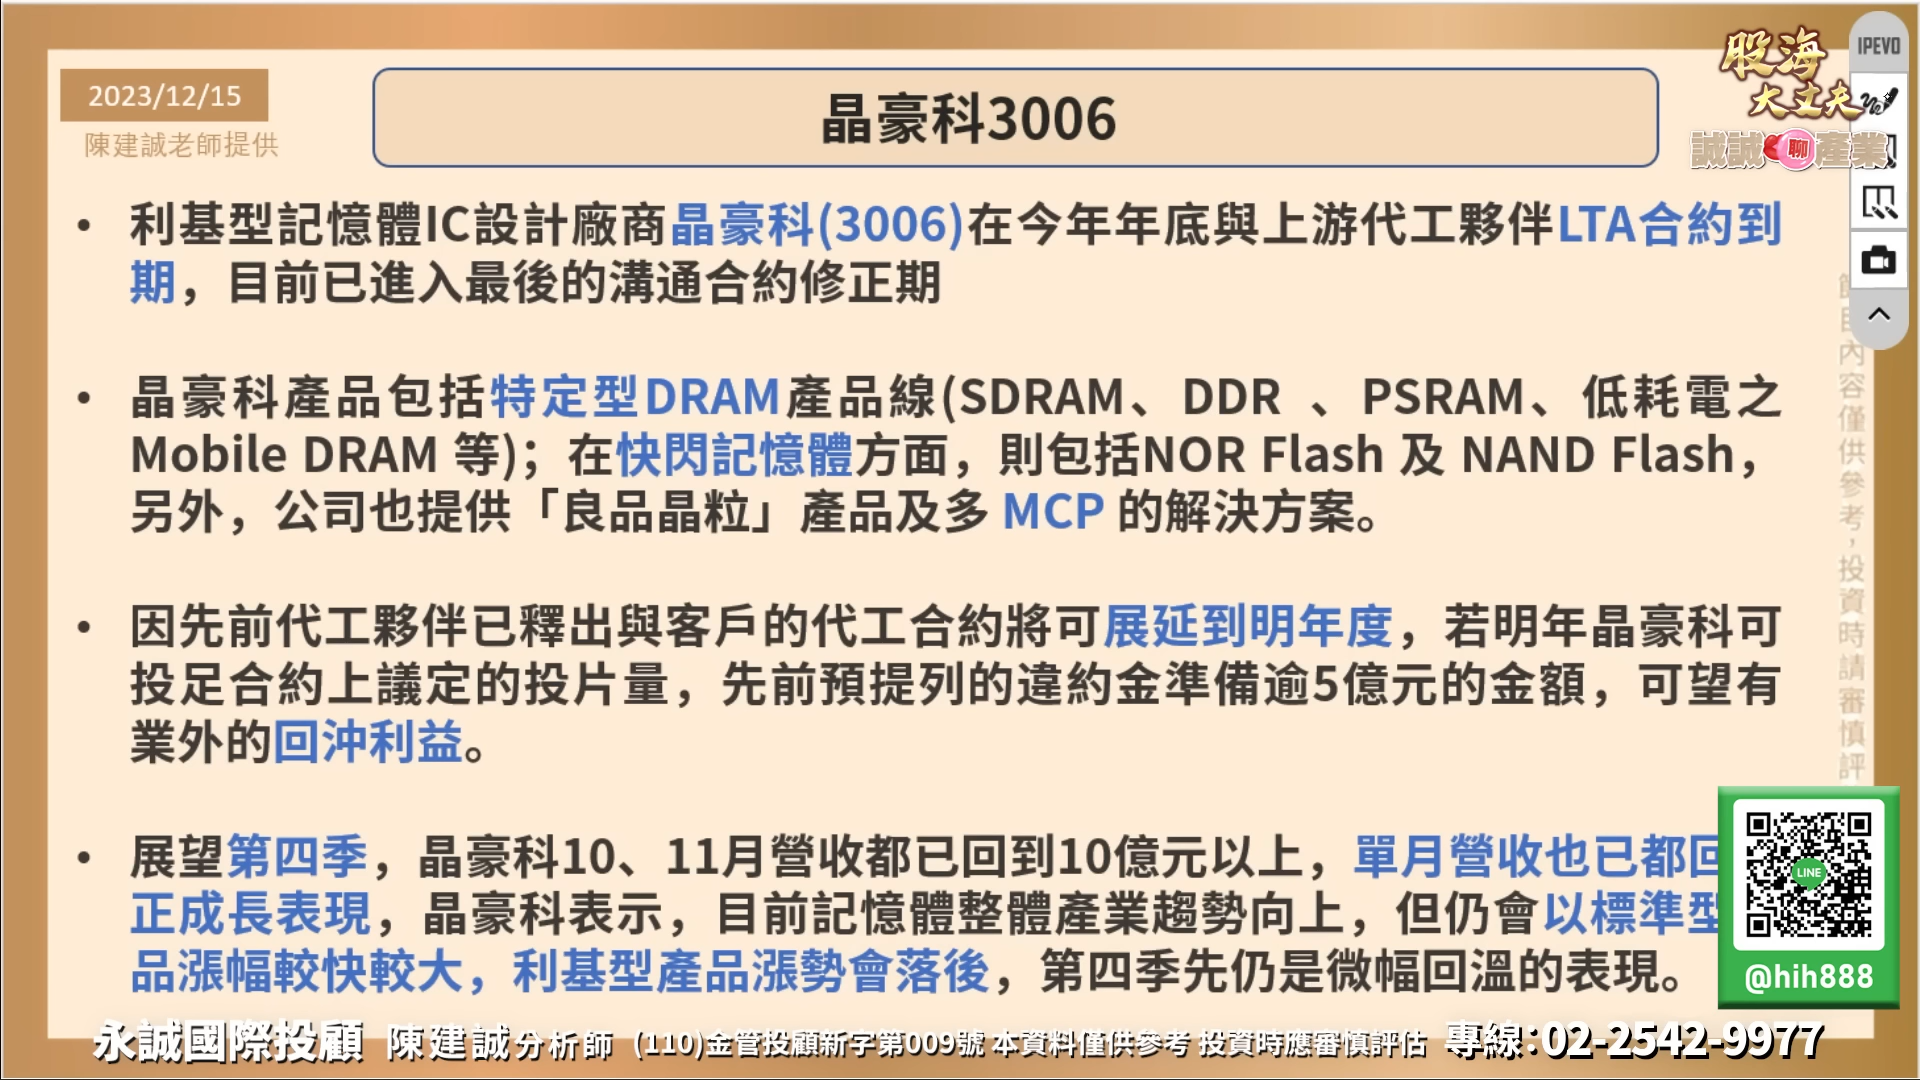 2023/12/15
陳建誠老師提供
晶豪科3006
股海
大丈夫
IPEVO
誠誠聊產業
• 利基型記憶體IC設計廠商晶豪科(3006)在今年年底與上游代工夥伴LTA合約到
期，目前已進入最後的溝通合約修正期
• 晶豪科產品包括特定型DRAM產品線(SDRAM、DDR 、PSRAM、低耗電之
Mobile DRAM 等)；在快閃記憶體方面，則包括NOR Flash 及 NAND Flash，
另外，公司也提供「良品晶粒」產品及多 MCP 的解決方案。
• 因先前代工夥伴已釋出與客戶的代工合約將可展延到明年度，若明年晶豪科可
投足合約上議定的投片量，先前預提列的違約金準備逾5億元的金額，可望有
業外的回沖利益。
• 展望第四季，晶豪科10、11月營收都已回到10億元以上，單月營收也已都回
正成長表現，晶豪科表示，目前記憶體整體產業趨勢向上，但仍會以標準型
品漲幅較快較大，利基型產品漲勢會落後，第四季先仍是微幅回溫的表現。
內容僅供參考，投資時請審慎評
LINE
@hih888
永誠國際投顧 陳建誠分析師 (110)金管投顧新字第009號 本資料僅供參考 投資時應審慎評估 專線:02-2542-9977